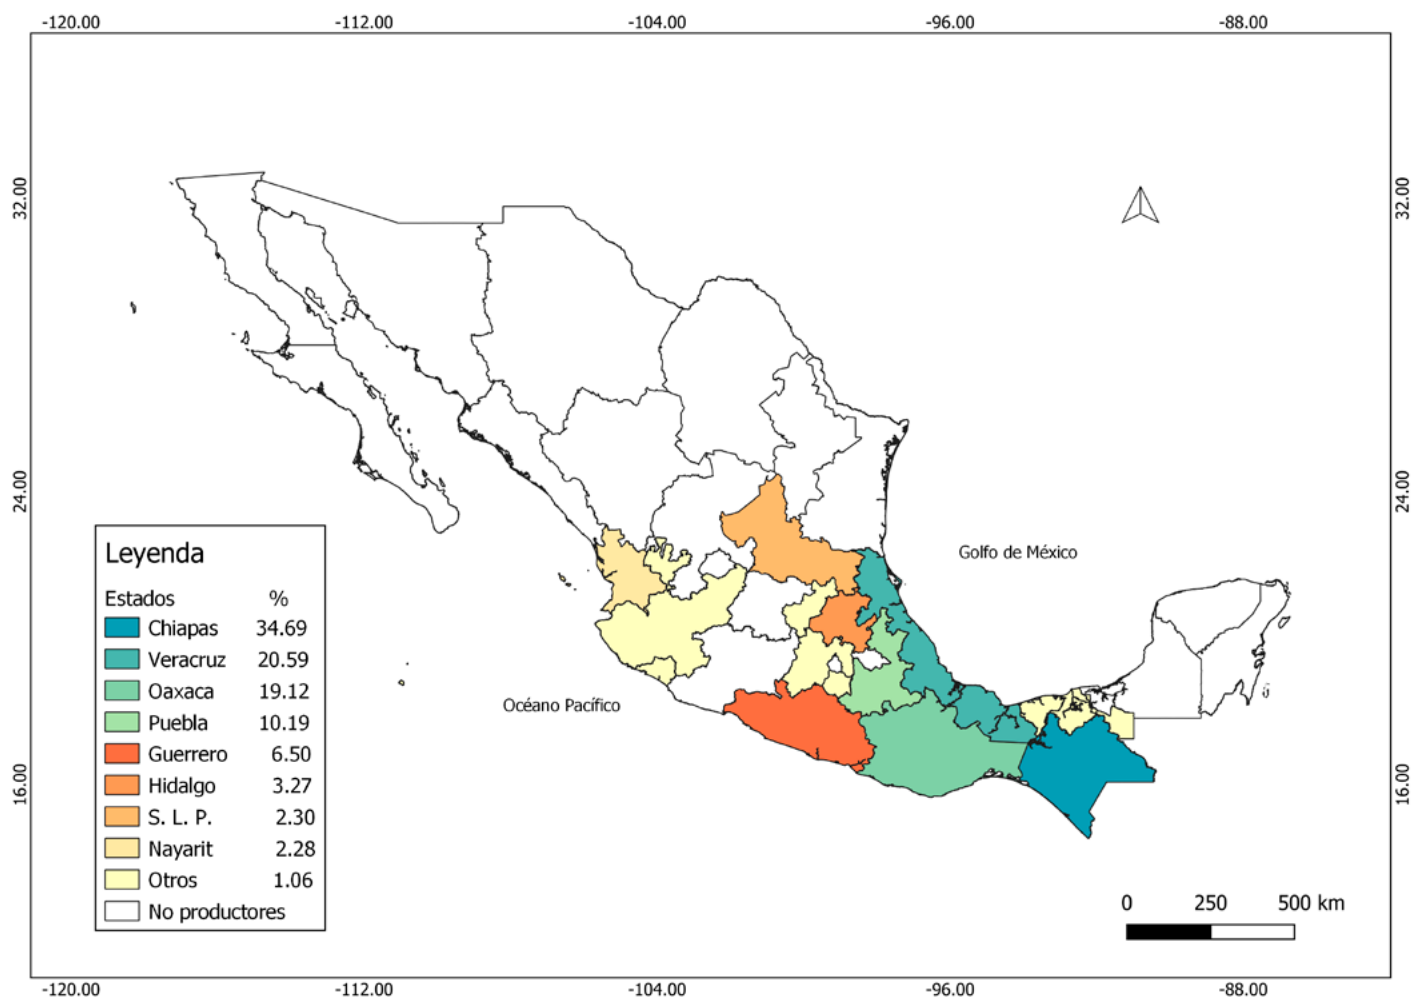 -120.00 -112.00 -104.00 -96.00 -88.00
32.00 32.00
24.00 24.00
Golfo de México
Leyenda
Estados %
Chiapas 34.69
Veracruz 20.59
Oaxaca 19.12
Puebla 10.19
Guerrero 6.50
Hidalgo 3.27
S. L. P. 2.30
Nayarit 2.28
Otros 1.06
No productores
Océano Pacífico
16.00 16.00
0 250 500 km
-120.00 -112.00 -104.00 -96.00 -88.00